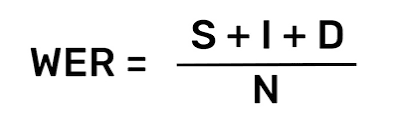 S + I + D
WER =
N